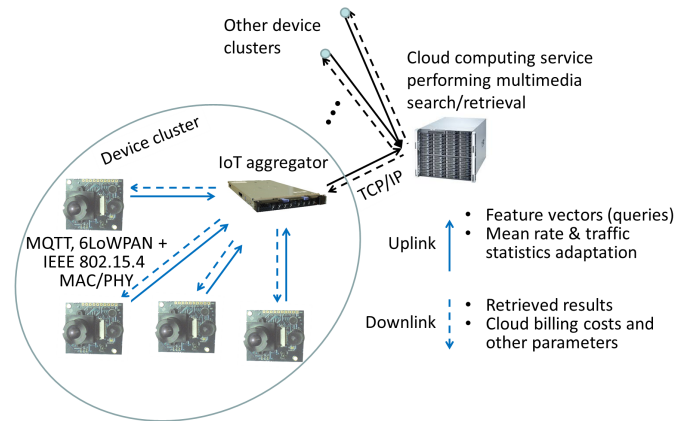 Other device
clusters
Cloud computing service
performing multimedia
search/retrieval
Device cluster
IoT aggregator
TCP/IP
MQTT, 6LoWPAN +
IEEE 802.15.4
MAC/PHY
Uplink
• Feature vectors (queries)
• Mean rate & traffic
statistics adaptation
Downlink
• Retrieved results
• Cloud billing costs and
other parameters